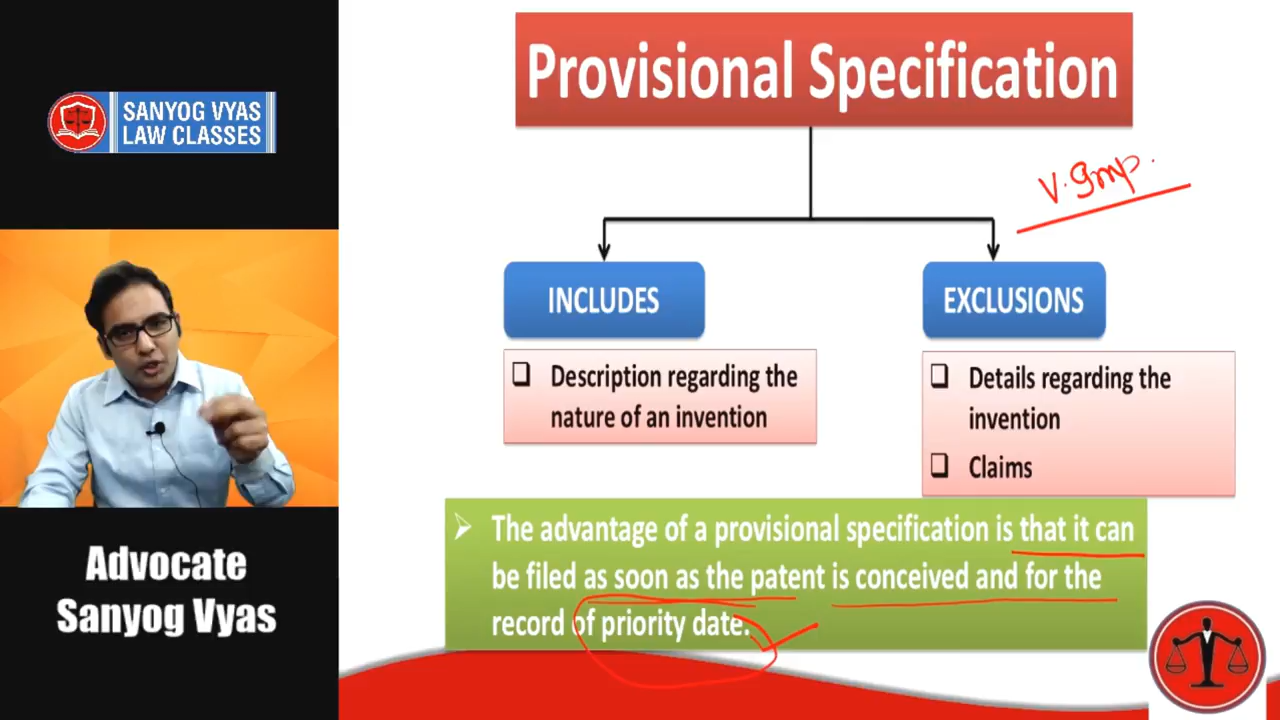 SANYOG VYAS
LAW CLASSES
Advocate
Sanyog Vyas
Provisional Specification
V. Imp.
INCLUDES
❑ Description regarding the
nature of an invention
EXCLUSIONS
❑ Details regarding the
invention
❑ Claims
➢ The advantage of a provisional specification is that it can
be filed as soon as the patent is conceived and for the
record of priority date.